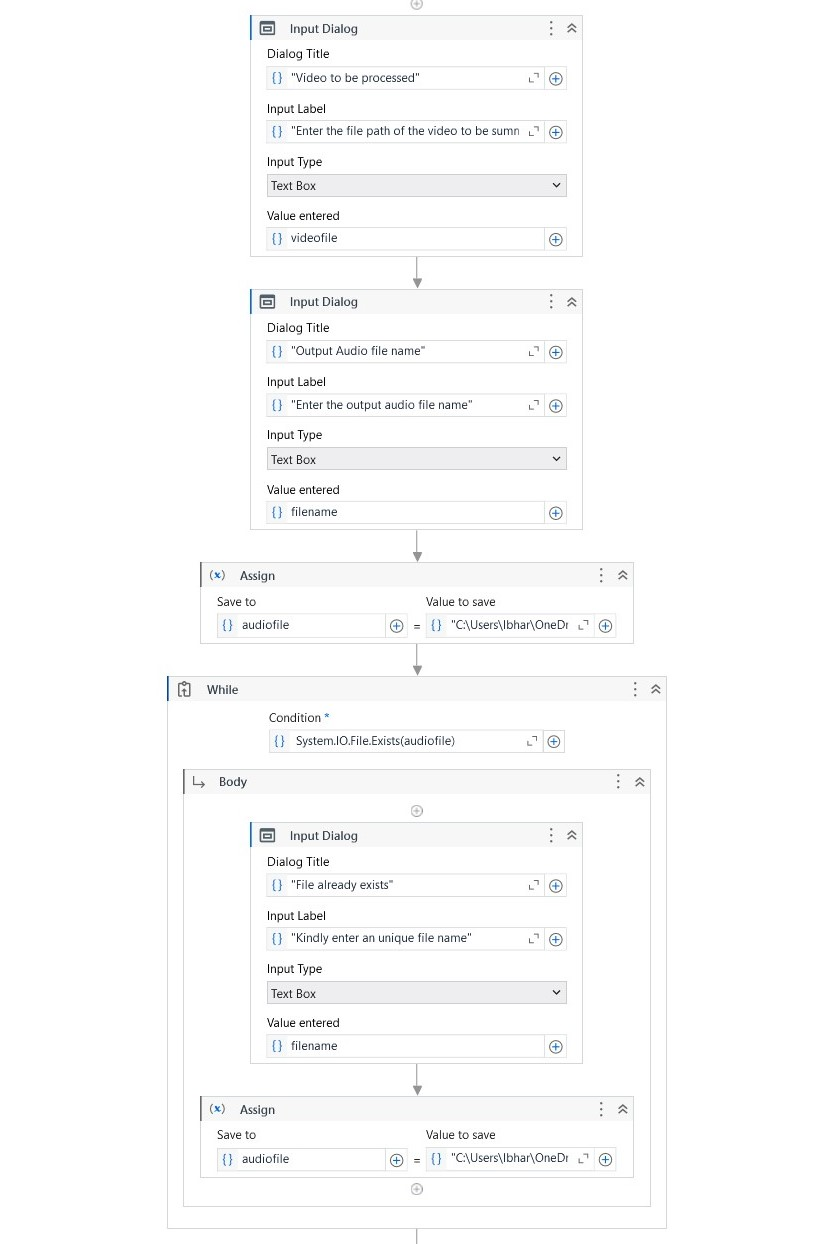 Input Dialog
Dialog Title
"Video to be processed"
Input Label
"Enter the file path of the video to be sumn
Input Type
Text Box
Value entered
videofile
Input Dialog
Dialog Title
"Output Audio file name"
Input Label
"Enter the output audio file name"
Input Type
Text Box
Value entered
filename
(x) Assign
Save to Value to save
audiofile = "C:\Users\lbhar\OneDr
While
Condition *
System.IO.File.Exists(audiofile)
Body
Input Dialog
Dialog Title
"File already exists"
Input Label
"Kindly enter an unique file name"
Input Type
Text Box
Value entered
filename
(x) Assign
Save to Value to save
audiofile = "C:\Users\lbhar\OneDr